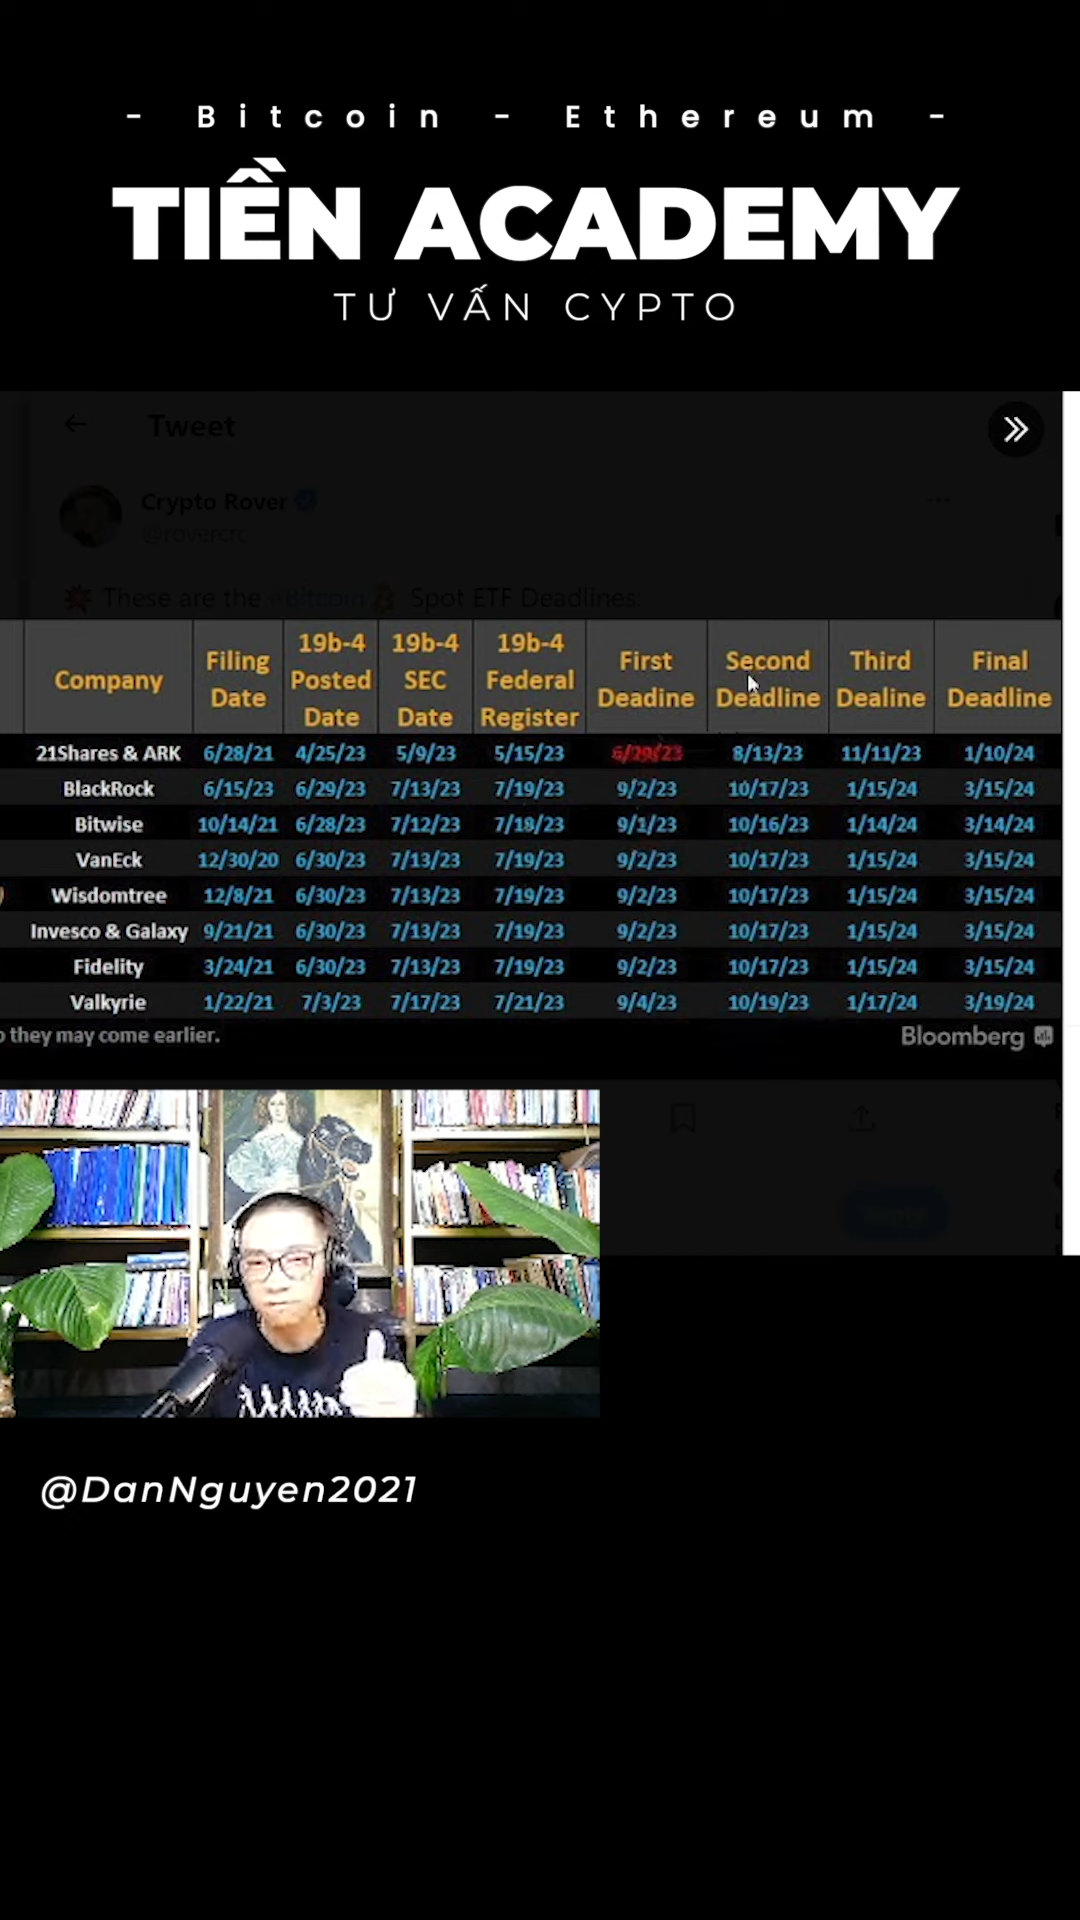 - Bitcoin - Ethereum -
TIỀN ACADEMY
TƯ VẤN CYPTO
Tweet
Crypto Rover
@rovercrc
These are the #Bitcoin Spot ETF Deadlines:
Company Filing Date 19b-4 Posted Date 19b-4 SEC Date 19b-4 Federal Register First Deadine Second Deadline Third Dealine Final Deadline
21Shares & ARK 6/28/21 4/25/23 5/9/23 5/15/23 6/29/23 8/13/23 11/11/23 1/10/24
BlackRock 6/15/23 6/29/23 7/13/23 7/19/23 9/2/23 10/17/23 1/15/24 3/15/24
Bitwise 10/14/21 6/28/23 7/12/23 7/18/23 9/1/23 10/16/23 1/14/24 3/14/24
VanEck 12/30/20 6/30/23 7/13/23 7/19/23 9/2/23 10/17/23 1/15/24 3/15/24
Wisdomtree 12/8/21 6/30/23 7/13/23 7/19/23 9/2/23 10/17/23 1/15/24 3/15/24
Invesco & Galaxy 9/21/21 6/30/23 7/13/23 7/19/23 9/2/23 10/17/23 1/15/24 3/15/24
Fidelity 3/24/21 6/30/23 7/13/23 7/19/23 9/2/23 10/17/23 1/15/24 3/15/24
Valkyrie 1/22/21 7/3/23 7/17/23 7/21/23 9/4/23 10/19/23 1/17/24 3/19/24
they may come earlier.
Bloomberg
@DanNguyen2021